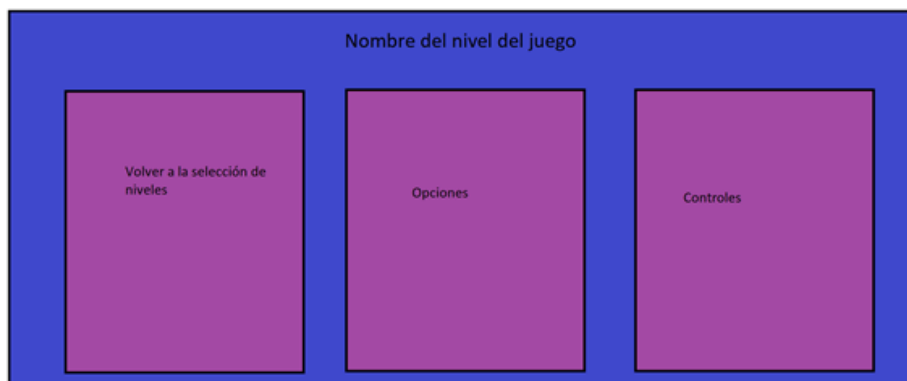 Nombre del nivel del juego
Volver a la selección de
niveles
Opciones
Controles